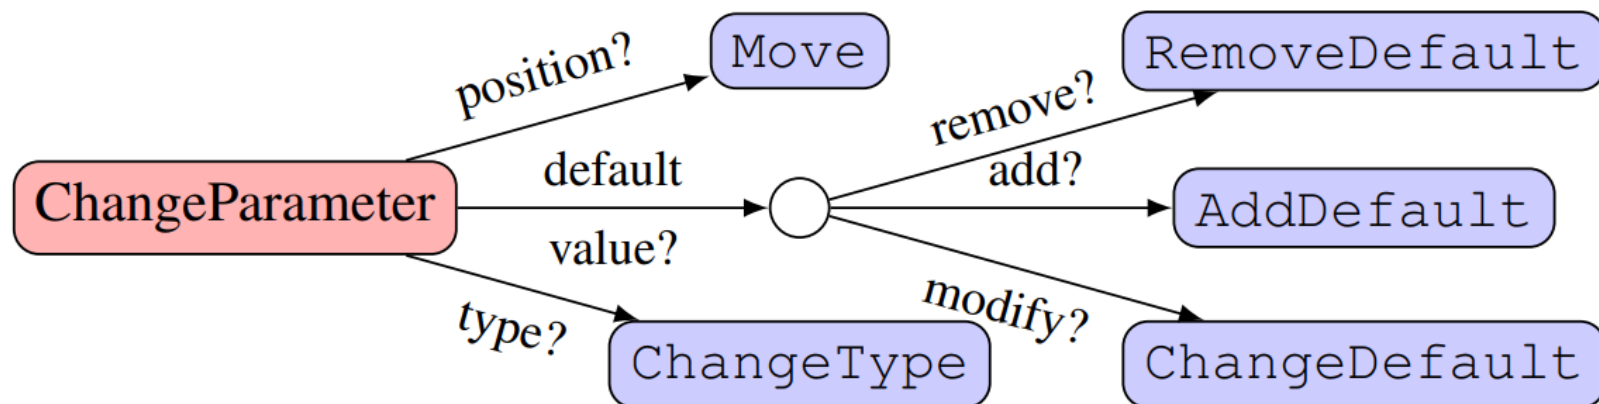 position?
Move
RemoveDefault
remove?
ChangeParameter
default
value?
add?
AddDefault
type?
ChangeType
modify?
ChangeDefault